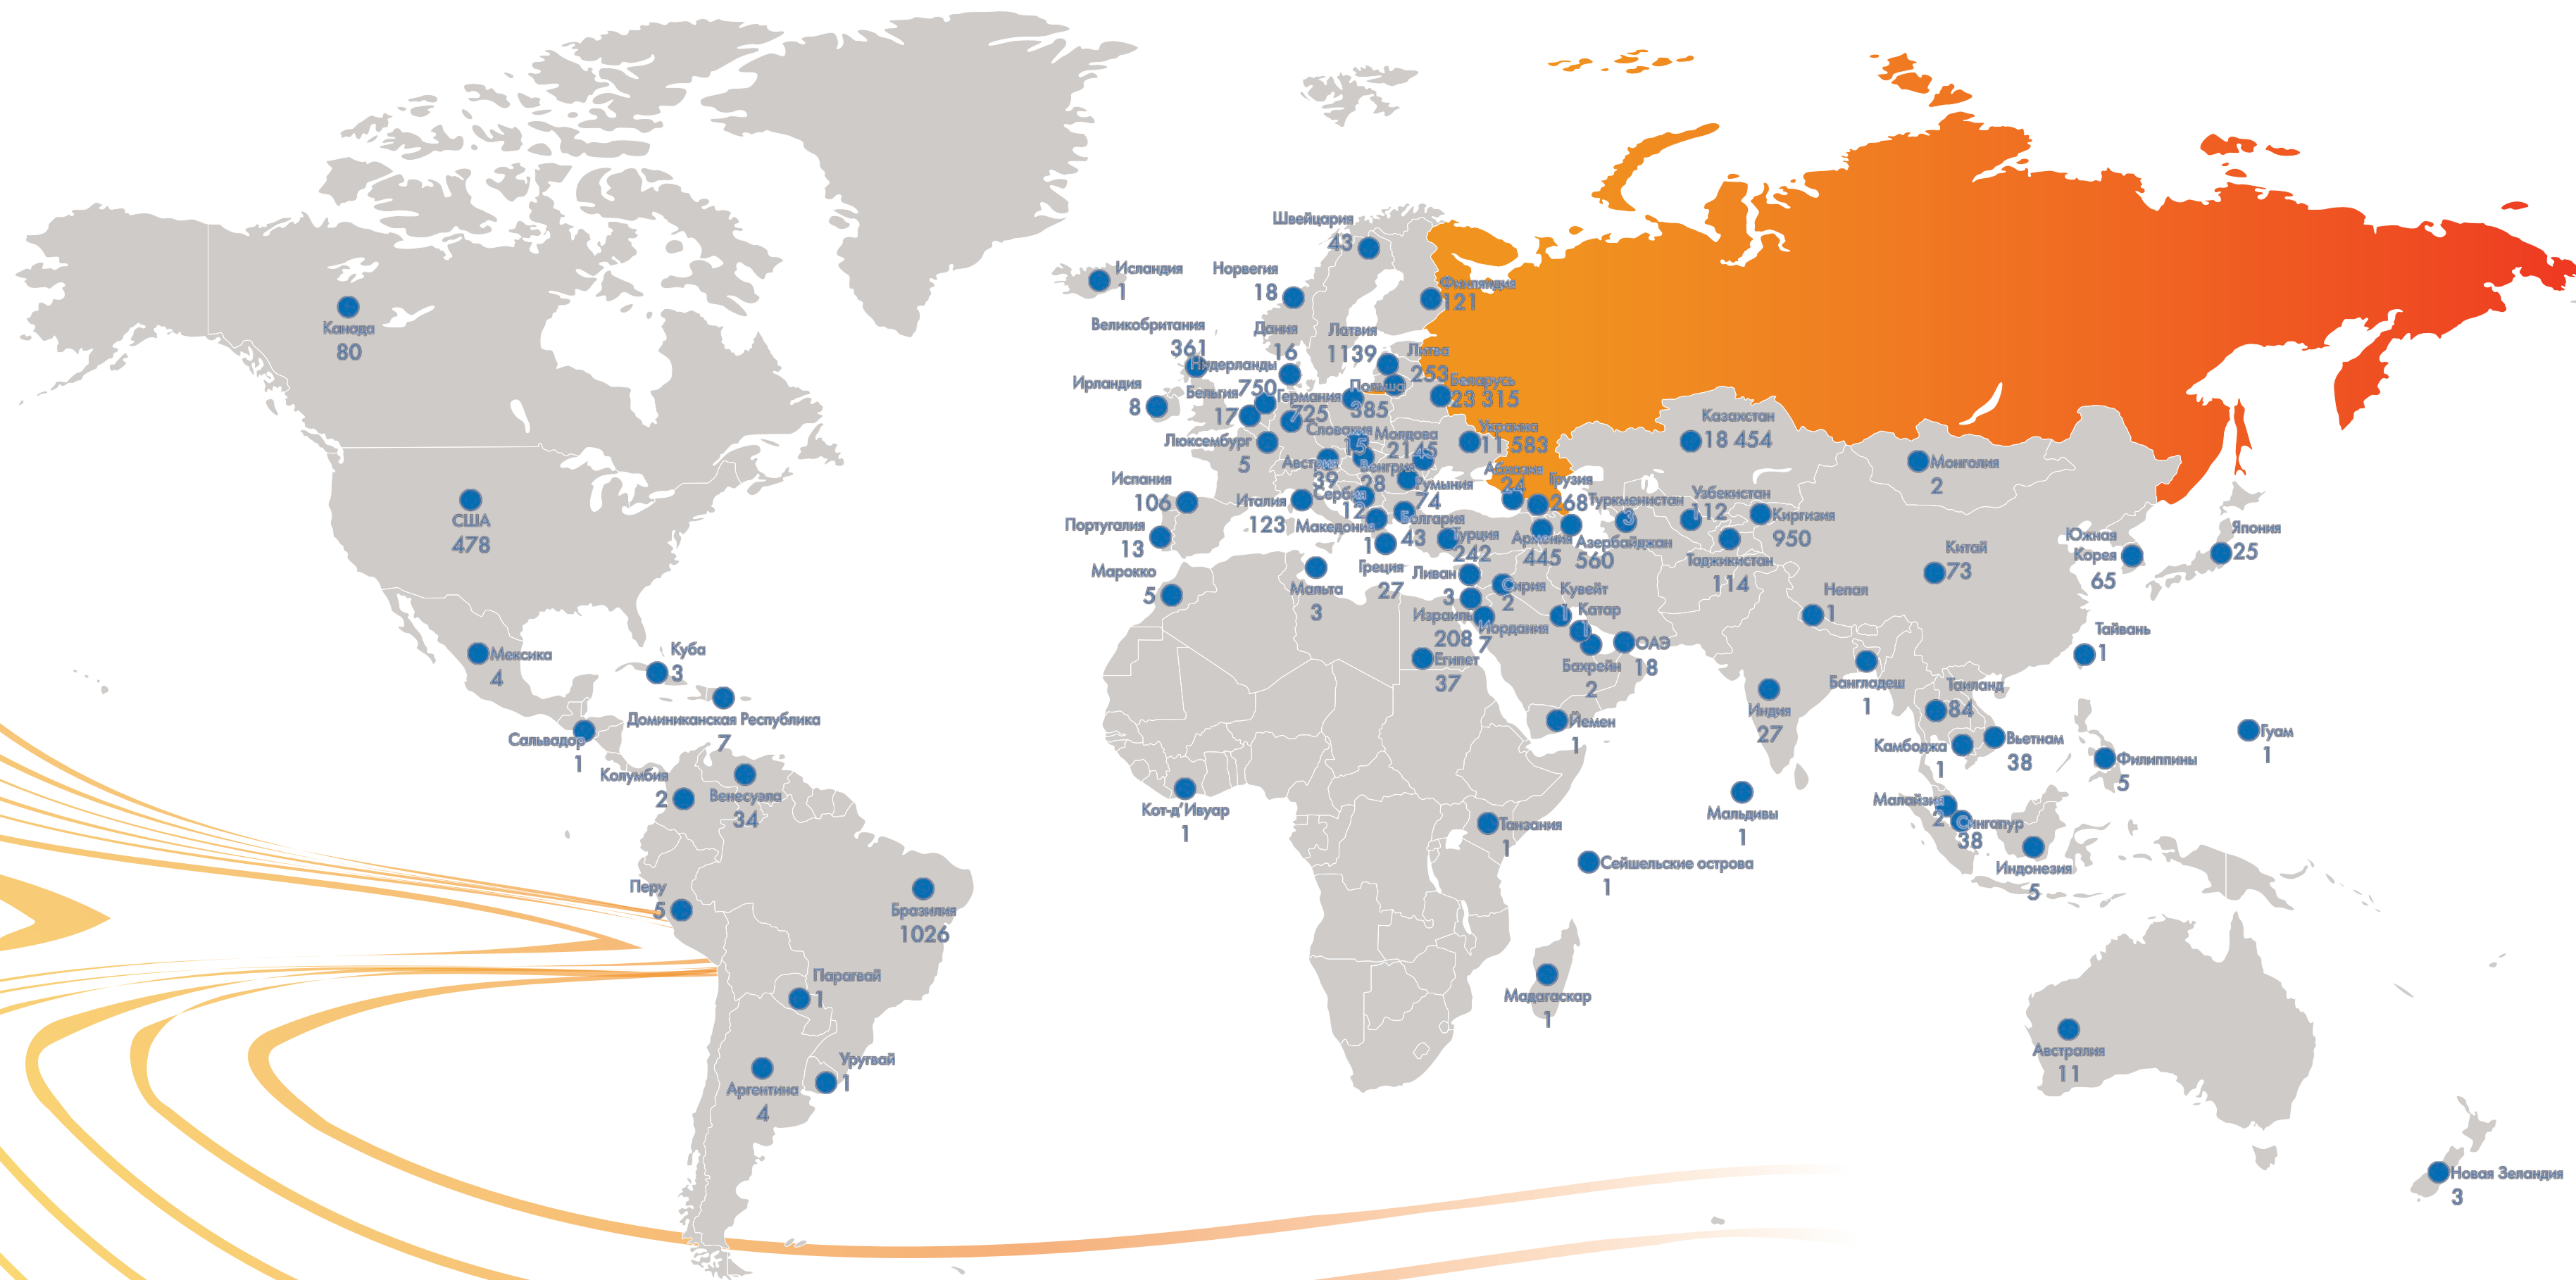 Канада
80
США
478
Мексика
4
Куба
3
Доминиканская Республика
7
Сальвадор
1
Колумбия
2
Венесуэла
34
Перу
5
Бразилия
1026
Парагвай
1
Уругвай
1
Аргентина
4
Исландия
1
Швейцария
43
Норвегия
18
Финляндия
121
Великобритания
361
Дания
16
Латвия
1139
Литва
253
Нидерланды
750
Ирландия
8
Бельгия
17
Германия
725
Польша
385
Беларусь
23 315
Люксембург
5
Словакия
15
Молдова
2145
Украина
11 583
Австрия
39
Венгрия
28
Абхазия
24
Грузия
268
Испания
106
Италия
123
Сербия
12
Румыния
74
Португалия
13
Македония
1
Болгария
43
Турция
242
Армения
445
Азербайджан
560
Марокко
5
Мальта
3
Греция
27
Ливан
3
Сирия
2
Израиль
208
Иордания
7
Кувейт
1
Катар
1
Бахрейн
2
ОАЭ
18
Египет
37
Йемен
1
Кот-д'Ивуар
1
Танзания
1
Сейшельские острова
1
Мадагаскар
1
Казахстан
18 454
Туркменистан
3
Узбекистан
112
Киргизия
950
Таджикистан
114
Монголия
2
Китай
73
Южная
Корея
65
Япония
25
Непал
1
Тайвань
1
Бангладеш
1
Индия
27
Таиланд
84
Камбоджа
1
Вьетнам
38
Филиппины
5
Гуам
1
Мальдивы
1
Малайзия
2
Сингапур
38
Индонезия
5
Австралия
11
Новая Зеландия
3